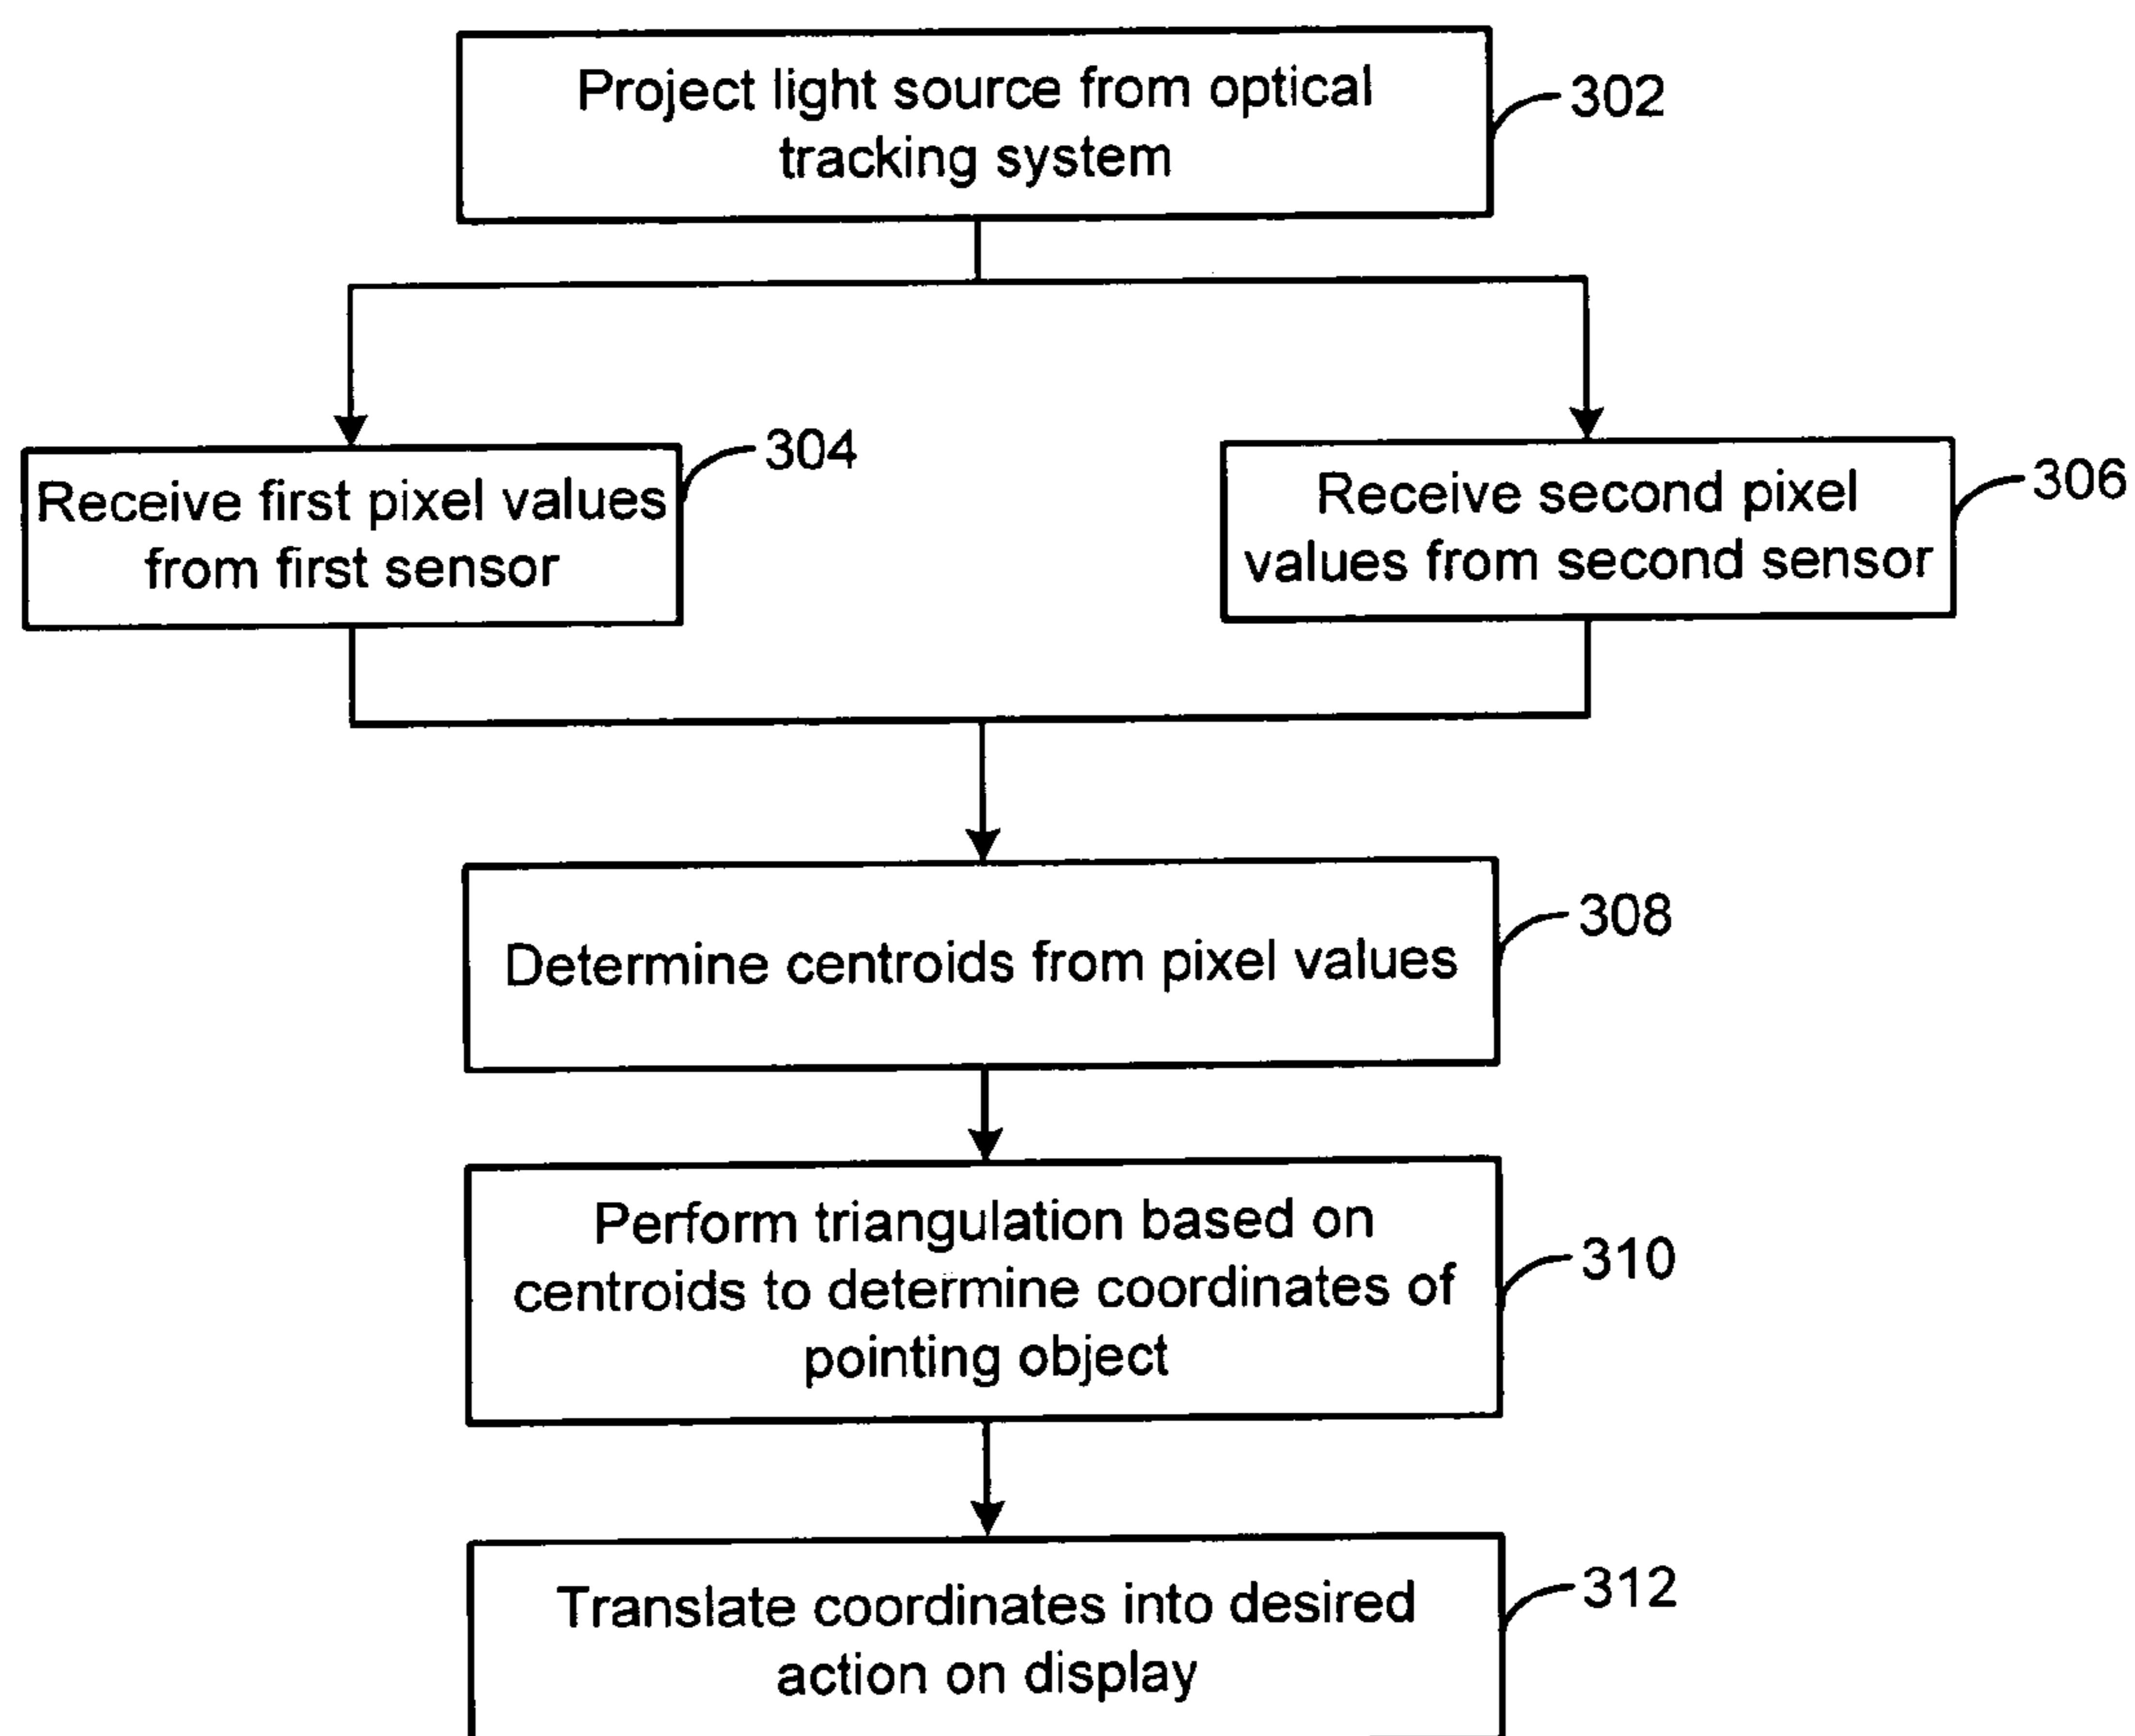 Project light source from optical
tracking system
302
Receive first pixel values
from first sensor
304
Receive second pixel
values from second sensor
306
Determine centroids from pixel values
308
Perform triangulation based on
centroids to determine coordinates of
pointing object
310
Translate coordinates into desired
action on display
312